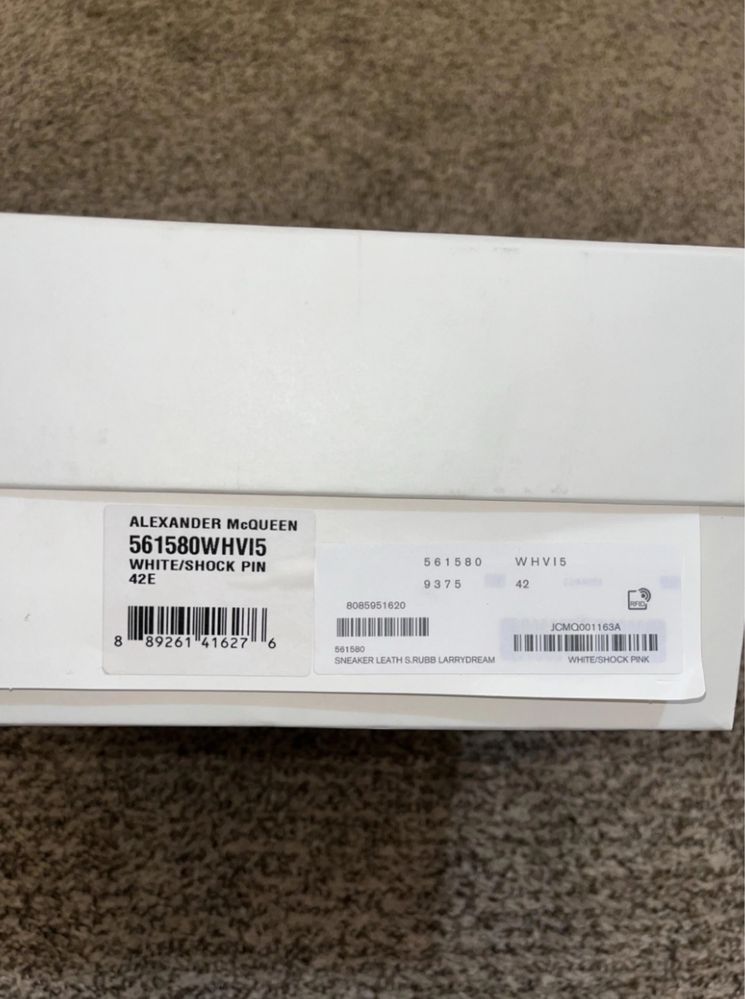 ALEXANDER McQUEEN
561580WHVI5
WHITE/SHOCK PIN
42E
8 89261 41627 6
561580 WHVI5
9375 42
8085951620
RFID
JCMQ001163A
561580
SNEAKER LEATH S.RUBB LARRYDREAM
WHITE/SHOCK PINK